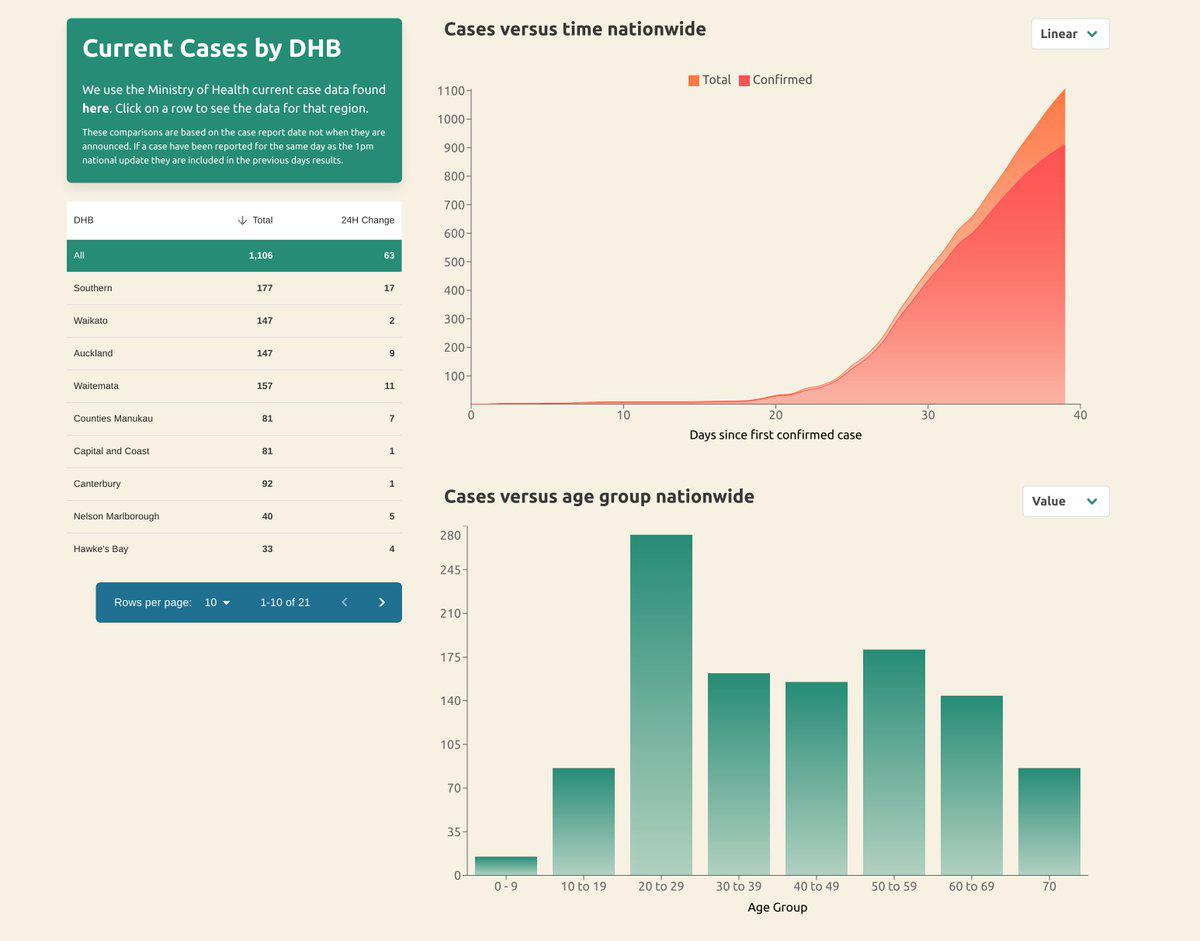 Current Cases by DHB
We use the Ministry of Health current case data found
here. Click on a row to see the data for that region.
These comparisons are based on the case report date not when they are
announced. If a case have been reported for the same day as the 1pm
national update they are included in the previous days results.
DHB Total 24H Change
All 1,106 63
Southern 177 17
Waikato 147 2
Auckland 147 9
Waitemata 157 11
Counties Manukau 81 7
Capital and Coast 81 1
Canterbury 92 1
Nelson Marlborough 40 5
Hawke's Bay 33 4
Rows per page: 10 1-10 of 21
Cases versus time nationwide
Linear
Total Confirmed
1100
1000
900
800
700
600
500
400
300
200
100
0 10 20 30 40
Days since first confirmed case
Cases versus age group nationwide
Value
280
245
210
175
140
105
70
35
0
0 - 9 10 to 19 20 to 29 30 to 39 40 to 49 50 to 59 60 to 69 70
Age Group